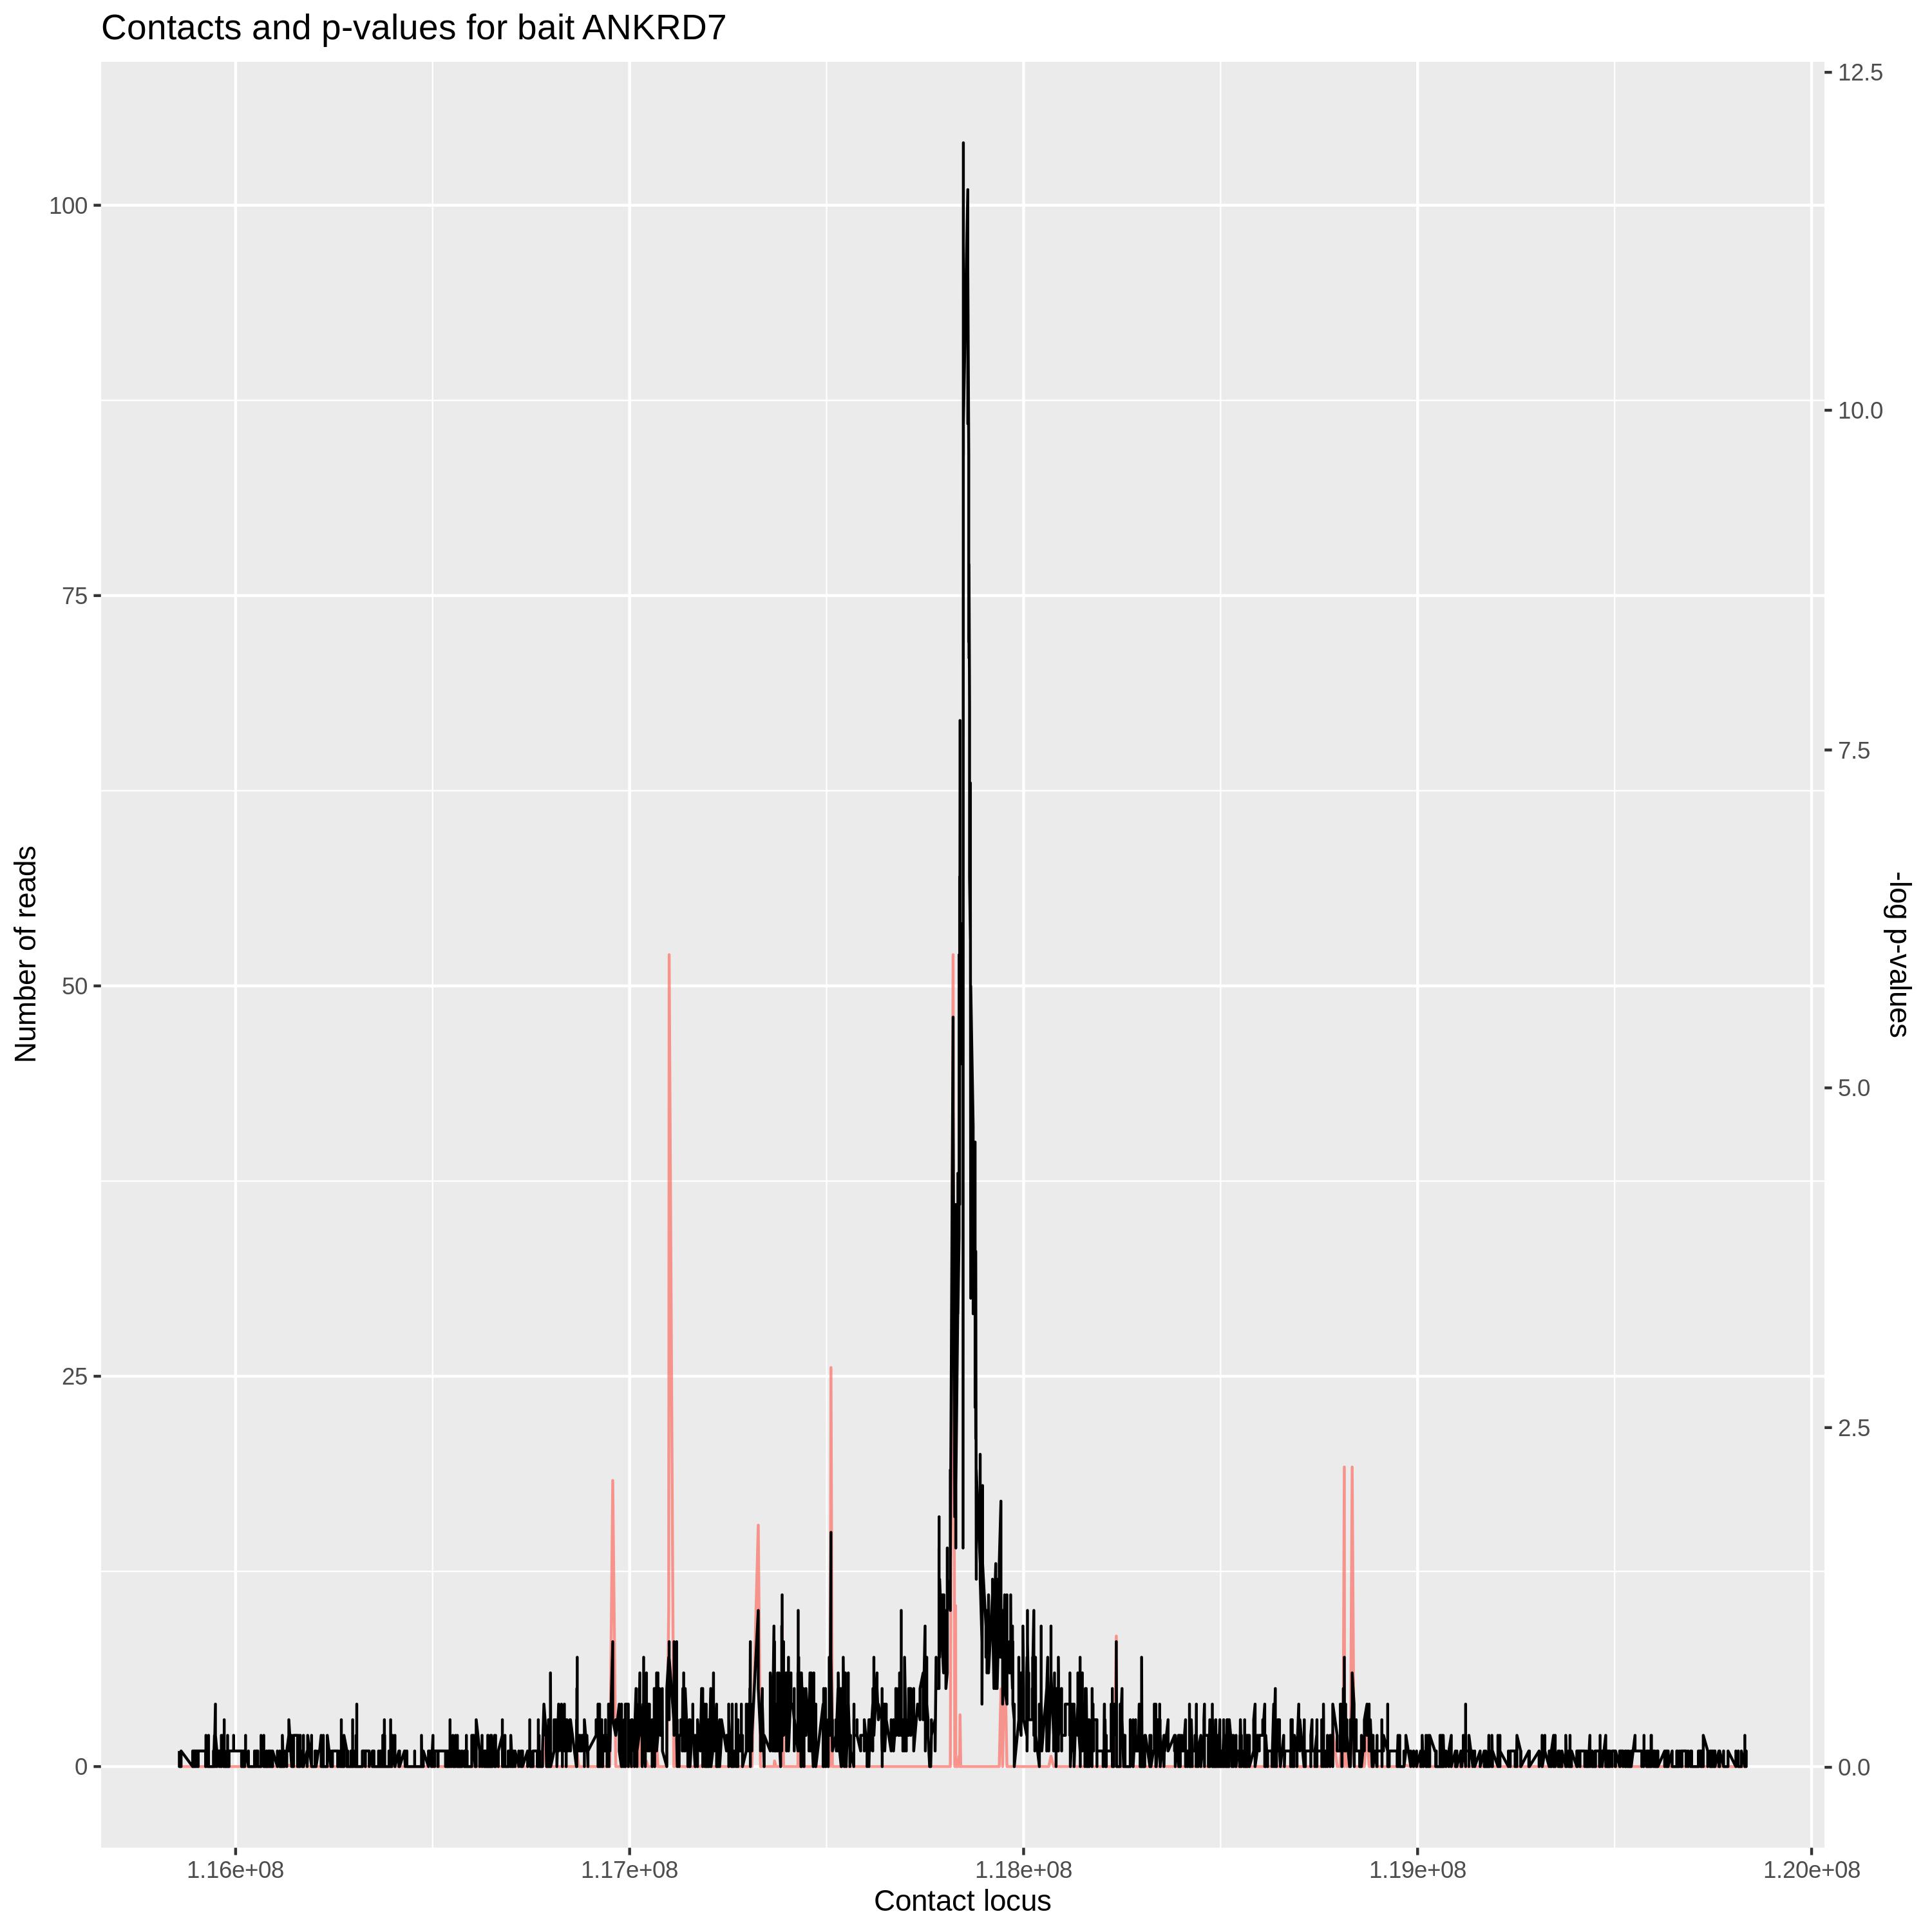 Contacts and p-values for bait ANKRD7
Number of reads
100
75
50
25
0
12.5
10.0
7.5
5.0
2.5
0.0
-log p-values
1.16e+08
1.17e+08
1.18e+08
1.19e+08
1.20e+08
Contact locus